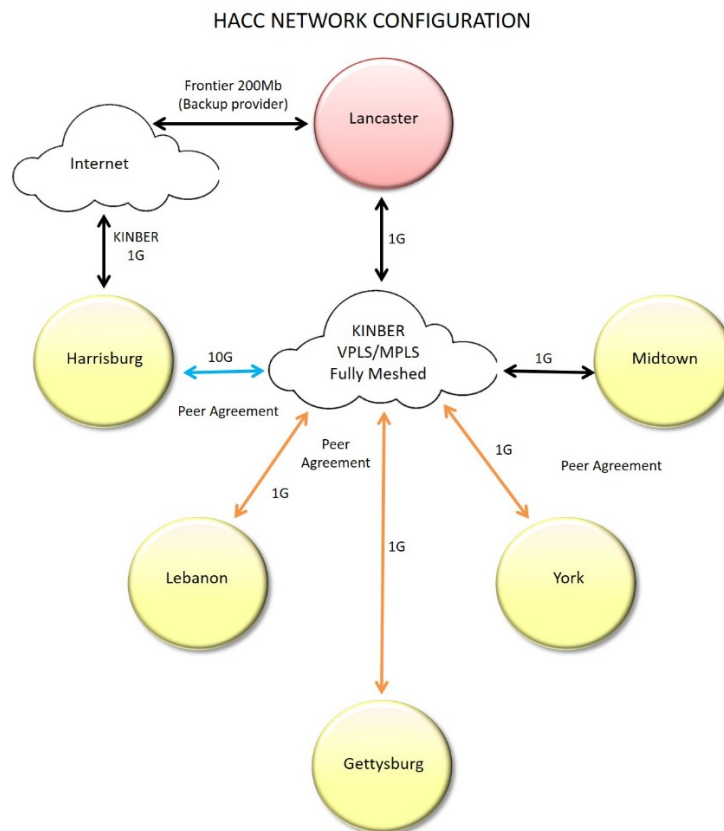 HACC NETWORK CONFIGURATION
Frontier 200Mb
(Backup provider)
Lancaster
Internet
KINBER
1G
1G
KINBER
VPLS/MPLS
Fully Meshed
Harrisburg
10G
1G
Midtown
Peer Agreement
Peer
Agreement
1G
Peer Agreement
1G
1G
Lebanon
York
Gettysburg